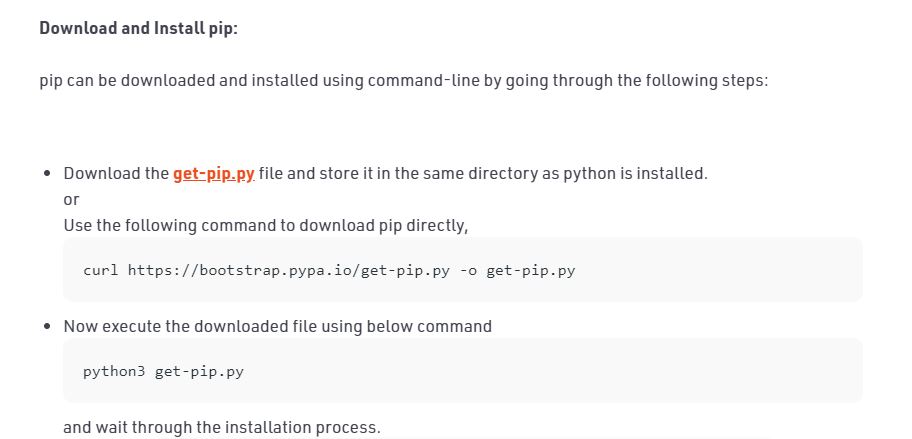 Download and Install pip:
pip can be downloaded and installed using command-line by going through the following steps:
• Download the get-pip.py file and store it in the same directory as python is installed.
or
Use the following command to download pip directly,
curl https://bootstrap.pypa.io/get-pip.py -o get-pip.py
• Now execute the downloaded file using below command
python3 get-pip.py
and wait through the installation process.